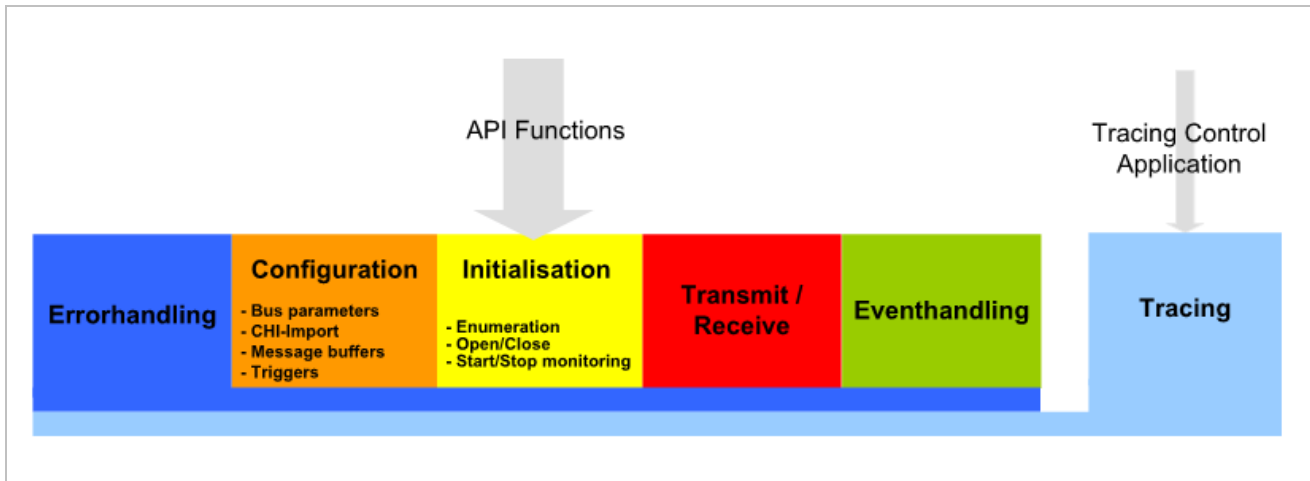 API Functions
Tracing Control
Application
Errorhandling
Configuration
- Bus parameters
- CHI-Import
- Message buffers
- Triggers
Initialisation
- Enumeration
- Open/Close
- Start/Stop monitoring
Transmit /
Receive
Eventhandling
Tracing